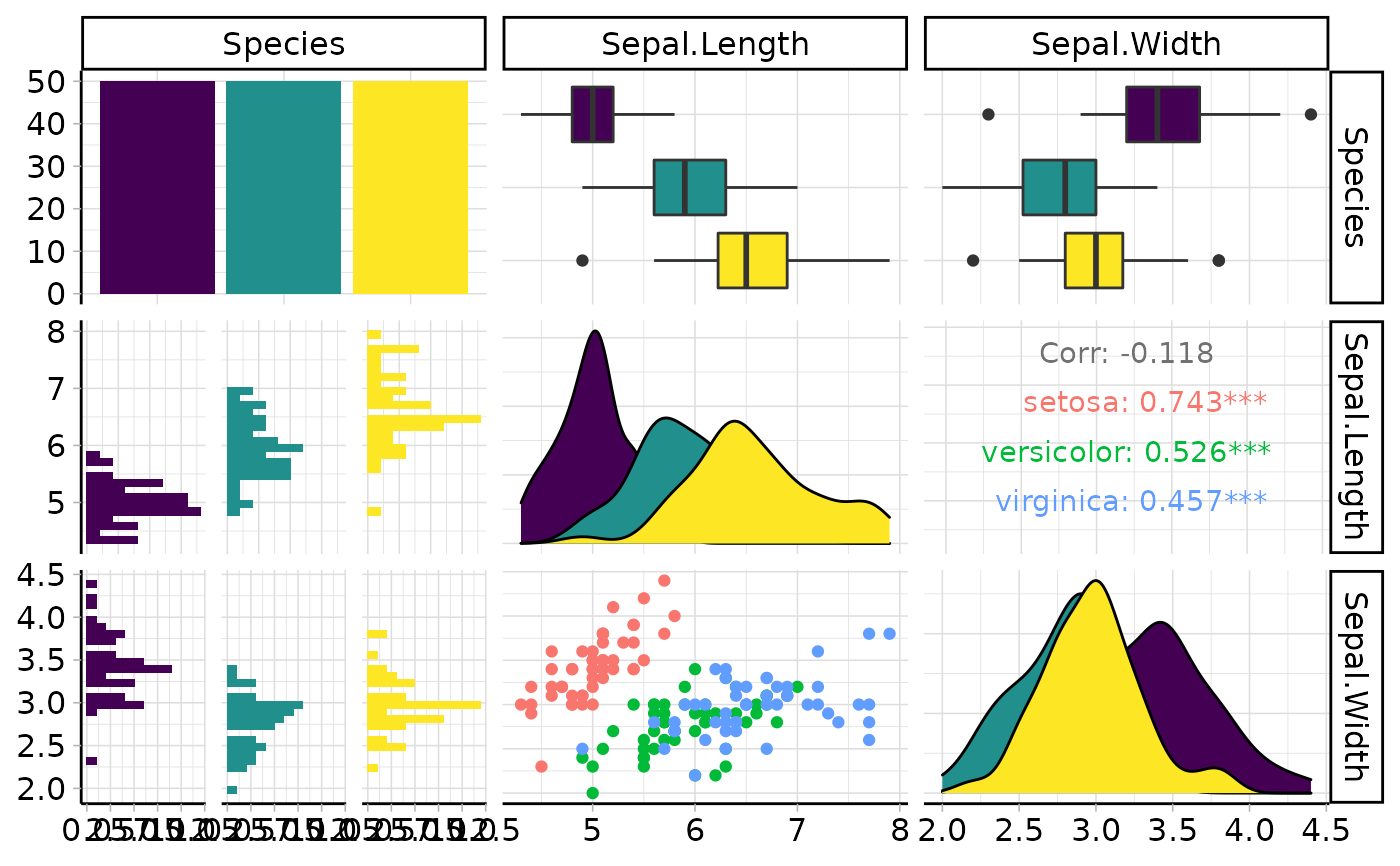 Species
Sepal.Length
Sepal.Width
50
40
30
20
10
0
Species
8
7
6
5
Corr: -0.118
setosa: 0.743***
versicolor: 0.526***
virginica: 0.457***
Sepal.Length
4.5
4.0
3.5
3.0
2.5
2.0
Sepal.Width
5 6 7 8
2.0 2.5 3.0 3.5 4.0 4.5